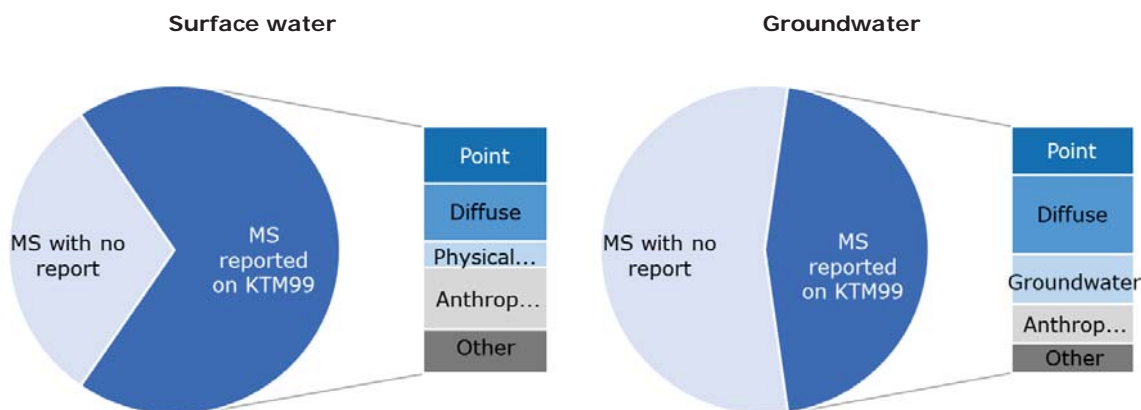 Surface water
Groundwater
MS with no
report
MS
reported
on KTM99
Point
Diffuse
Physical...
Anthrop...
Other
MS with no
report
MS
reported
on KTM99
Point
Diffuse
Groundwater
Anthrop...
Other